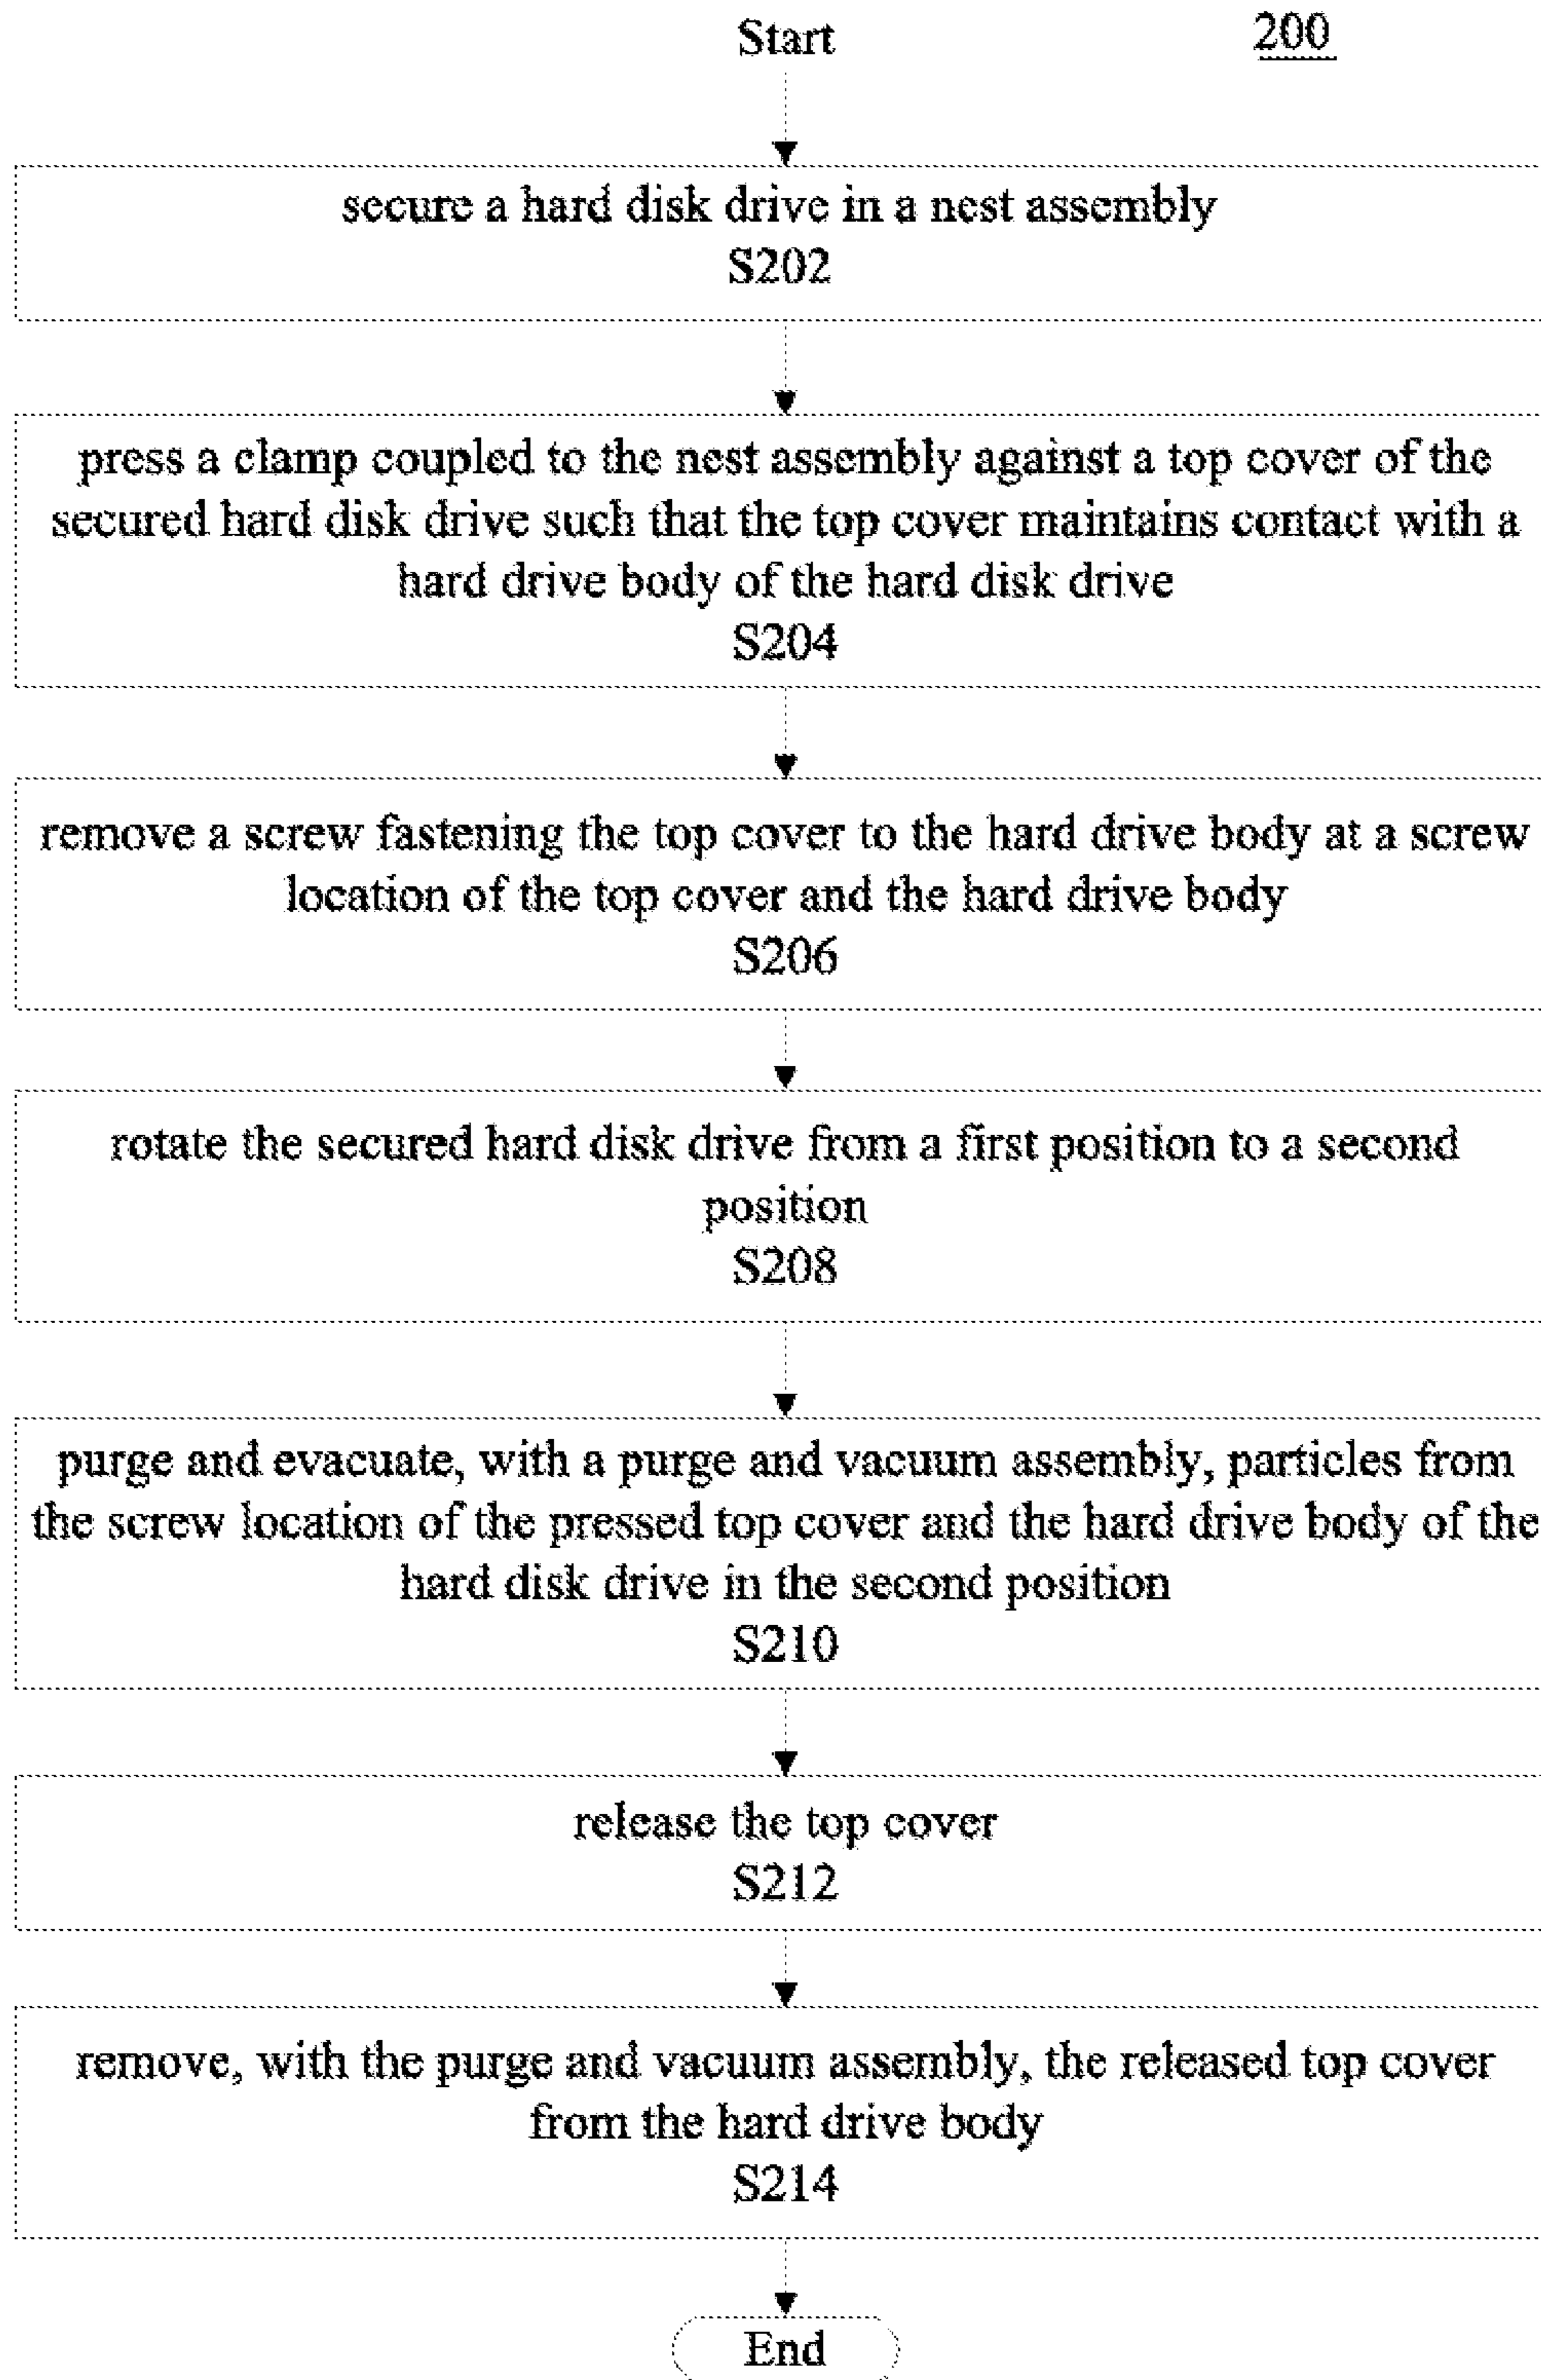 Start
200
secure a hard disk drive in a nest assembly
S202
press a clamp coupled to the nest assembly against a top cover of the
secured hard disk drive such that the top cover maintains contact with a
hard drive body of the hard disk drive
S204
remove a screw fastening the top cover to the hard drive body at a screw
location of the top cover and the hard drive body
S206
rotate the secured hard disk drive from a first position to a second
position
S208
purge and evacuate, with a purge and vacuum assembly, particles from
the screw location of the pressed top cover and the hard drive body of the
hard disk drive in the second position
S210
release the top cover
S212
remove, with the purge and vacuum assembly, the released top cover
from the hard drive body
S214
End